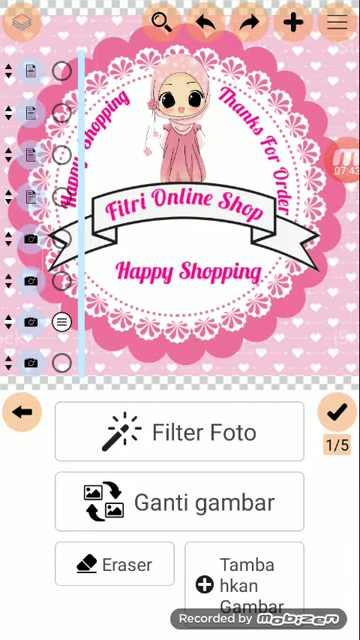 Happy Shopping
Thanks For Order
07:43
Fitri Online Shop
Happy Shopping
Filter Foto
1/5
Ganti gambar
Eraser
Tamba
hkan
Gambar
Recorded by mobizen